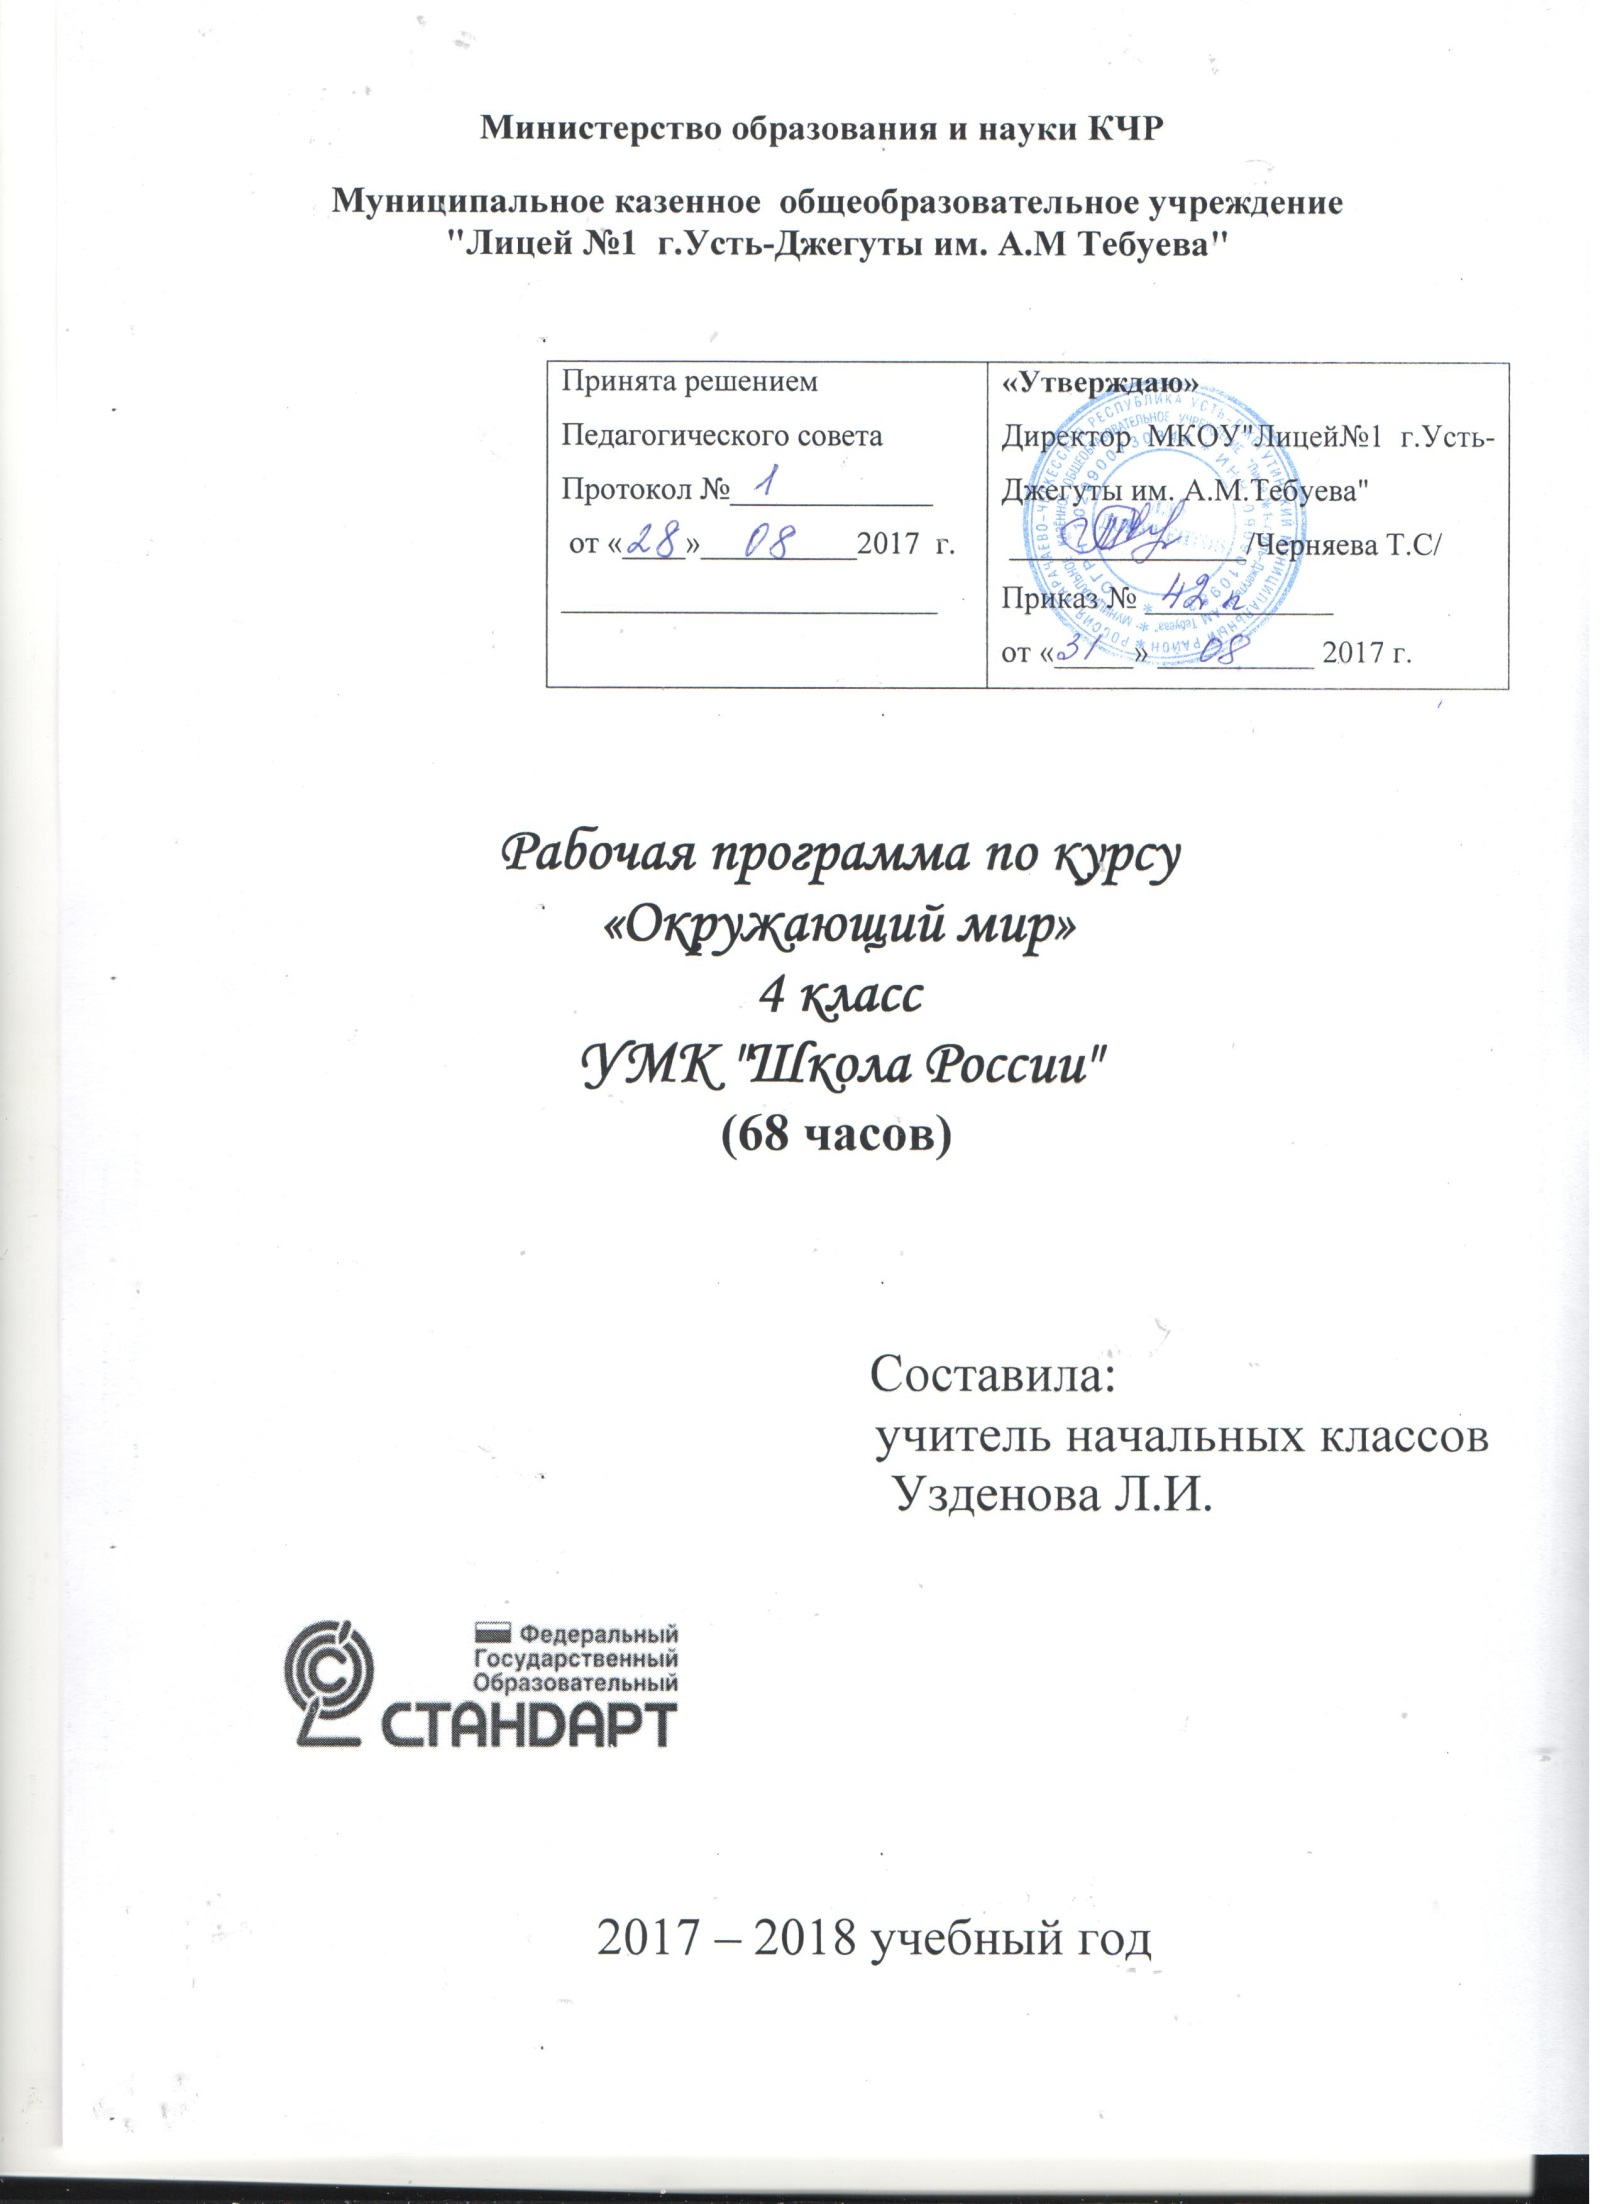 Министерство образования и науки КЧР
Муниципальное казенное общеобразовательное учреждение
"Лицей №1 г.Усть-Джегуты им. А.М Тебуева"
Принята решением
Педагогического совета
Протокол № 1
от «28» 08 2017 г.
«Утверждаю»
Директор МКОУ"Лицей№1 г.Усть-
Джегуты им. А.М.Тебуева"
/Черняева Т.С/
Приказ № 42 п
от «31» 08 2017 г.
Рабочая программа по курсу
«Окружающий мир»
4 класс
УМК "Школа России"
(68 часов)
Составила:
учитель начальных классов
Узденова Л.И.
Федеральный
Государственный
Образовательный
СТАНДАРТ
2017 – 2018 учебный год